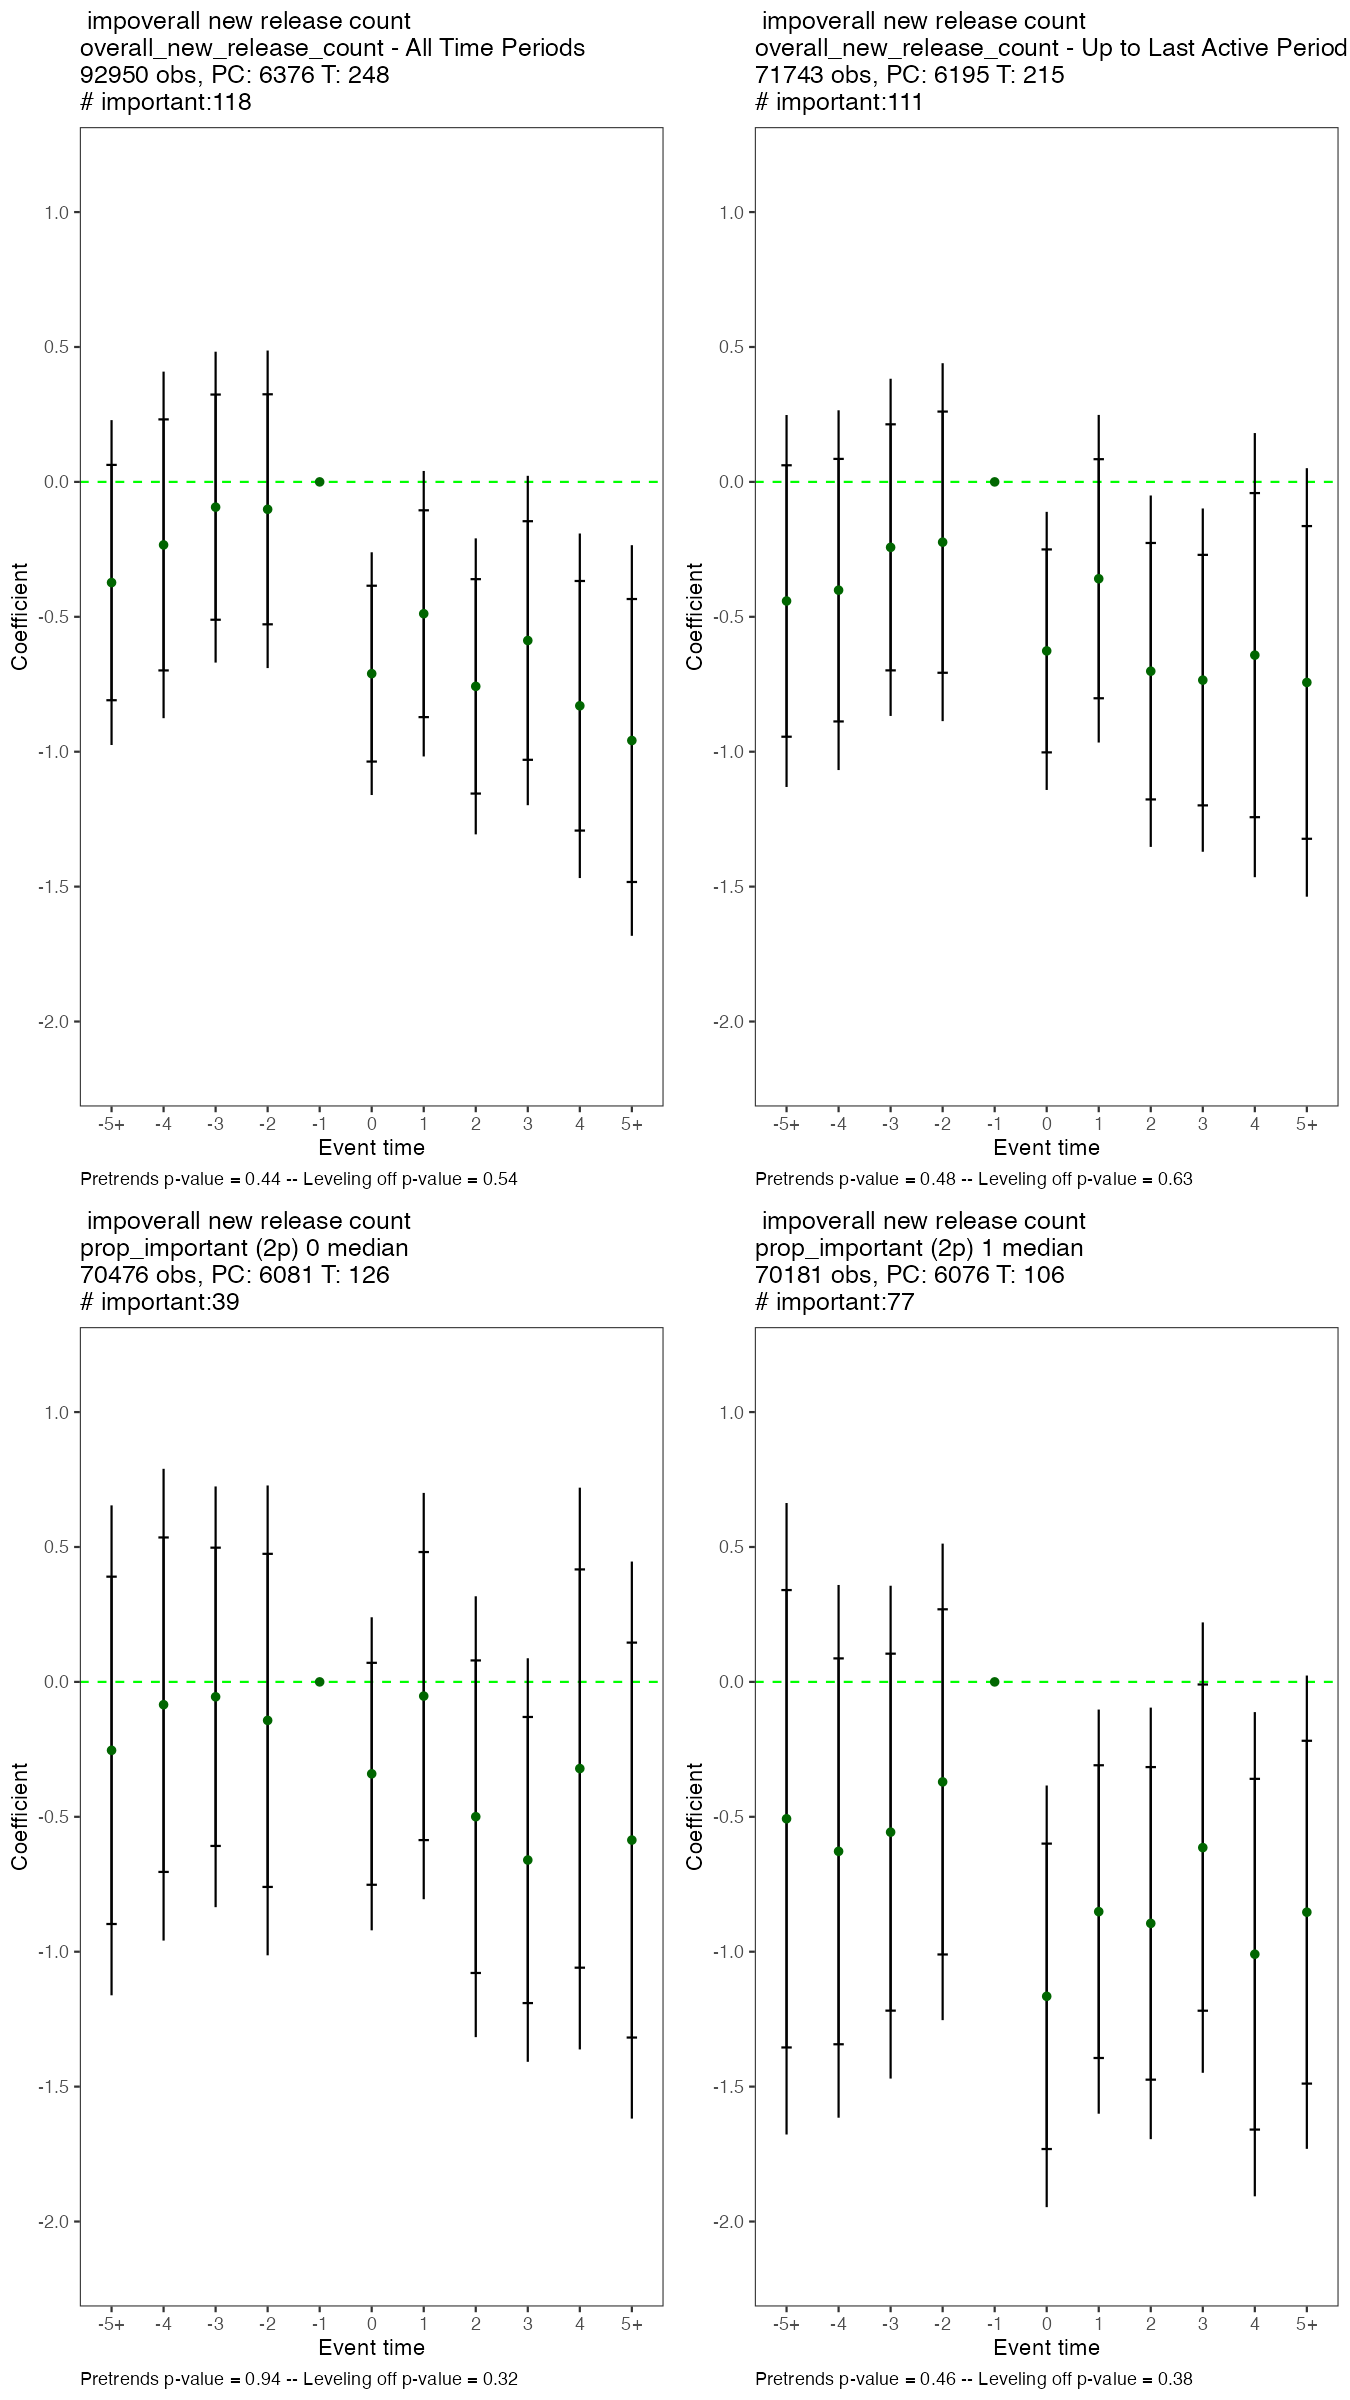 impoverall new release count
overall_new_release_count - All Time Periods
92950 obs, PC: 6376 T: 248
# important:118
Coefficient
1.0
0.5
0.0
-0.5
-1.0
-1.5
-2.0
-5+ -4 -3 -2 -1 0 1 2 3 4 5+
Event time
Pretrends p-value = 0.44 -- Leveling off p-value = 0.54
impoverall new release count
overall_new_release_count - Up to Last Active Period
71743 obs, PC: 6195 T: 215
# important:111
Coefficient
1.0
0.5
0.0
-0.5
-1.0
-1.5
-2.0
-5+ -4 -3 -2 -1 0 1 2 3 4 5+
Event time
Pretrends p-value = 0.48 -- Leveling off p-value = 0.63
impoverall new release count
prop_important (2p) 0 median
70476 obs, PC: 6081 T: 126
# important:39
Coefficient
1.0
0.5
0.0
-0.5
-1.0
-1.5
-2.0
-5+ -4 -3 -2 -1 0 1 2 3 4 5+
Event time
Pretrends p-value = 0.94 -- Leveling off p-value = 0.32
impoverall new release count
prop_important (2p) 1 median
70181 obs, PC: 6076 T: 106
# important:77
Coefficient
1.0
0.5
0.0
-0.5
-1.0
-1.5
-2.0
-5+ -4 -3 -2 -1 0 1 2 3 4 5+
Event time
Pretrends p-value = 0.46 -- Leveling off p-value = 0.38